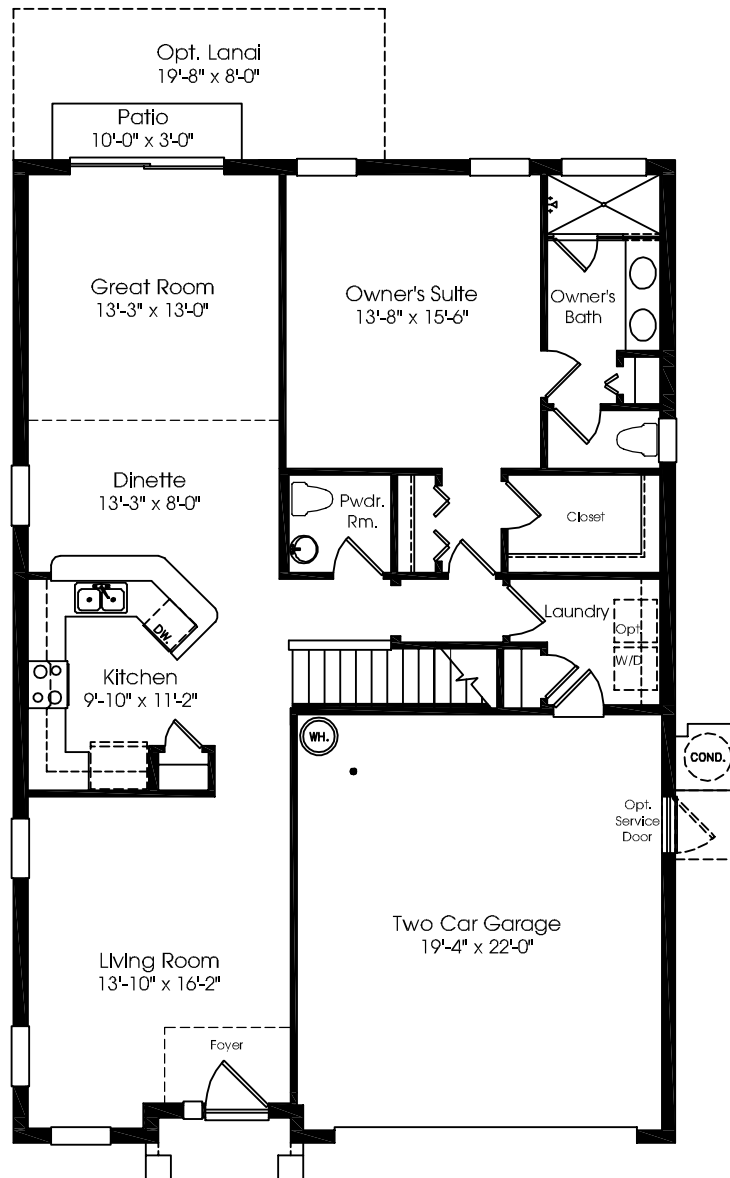 Opt. Lanai
19'-8" x 8'-0"
Patio
10'-0" x 3'-0"
Great Room
13'-3" x 13'-0"
Owner's Suite
13'-8" x 15'-6"
Owner's
Bath
Dinette
13'-3" x 8'-0"
Pwdr.
Rm.
Closet
Laundry
Opt.
W/D
DW.
Kitchen
9'-10" x 11'-2"
WH.
COND.
Opt.
Service
Door
Two Car Garage
19'-4" x 22'-0"
Living Room
13'-10" x 16'-2"
Foyer